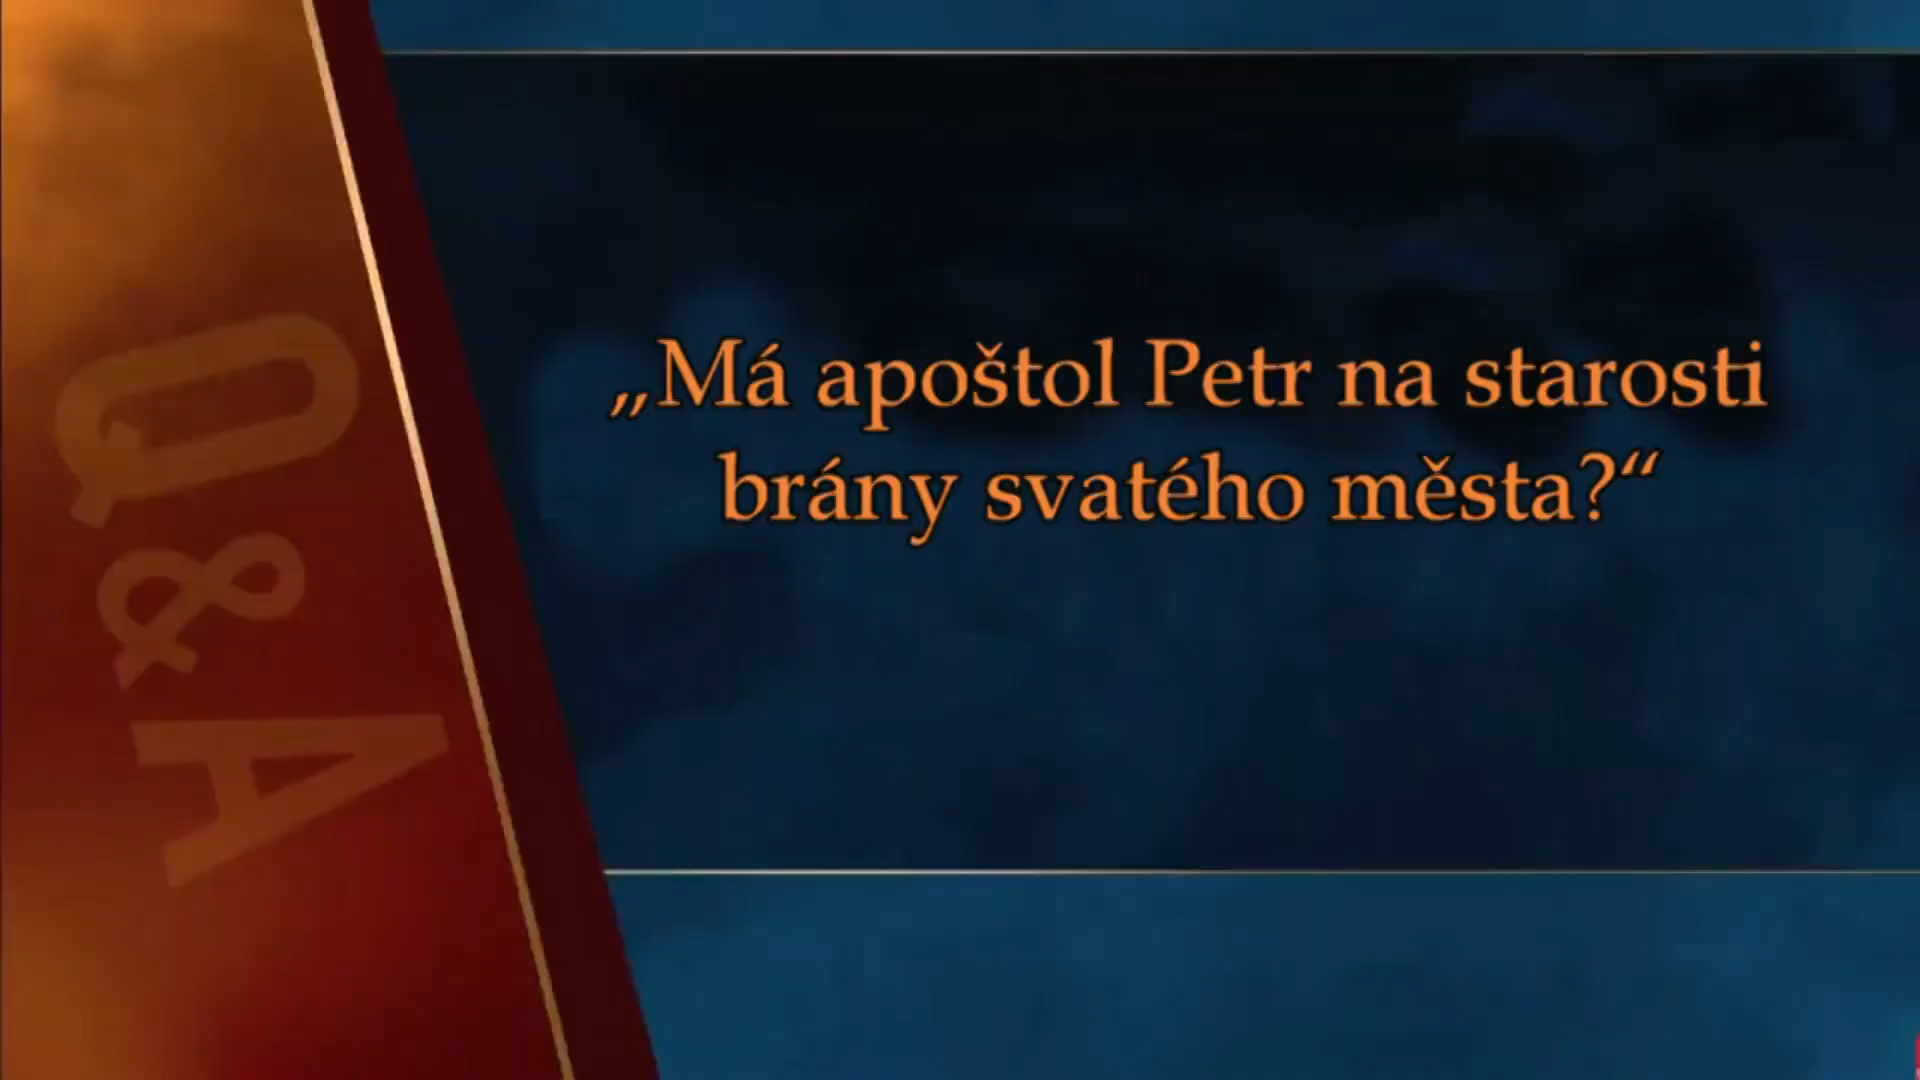 Q&A
„Má apoštol Petr na starosti
brány svatého města?“